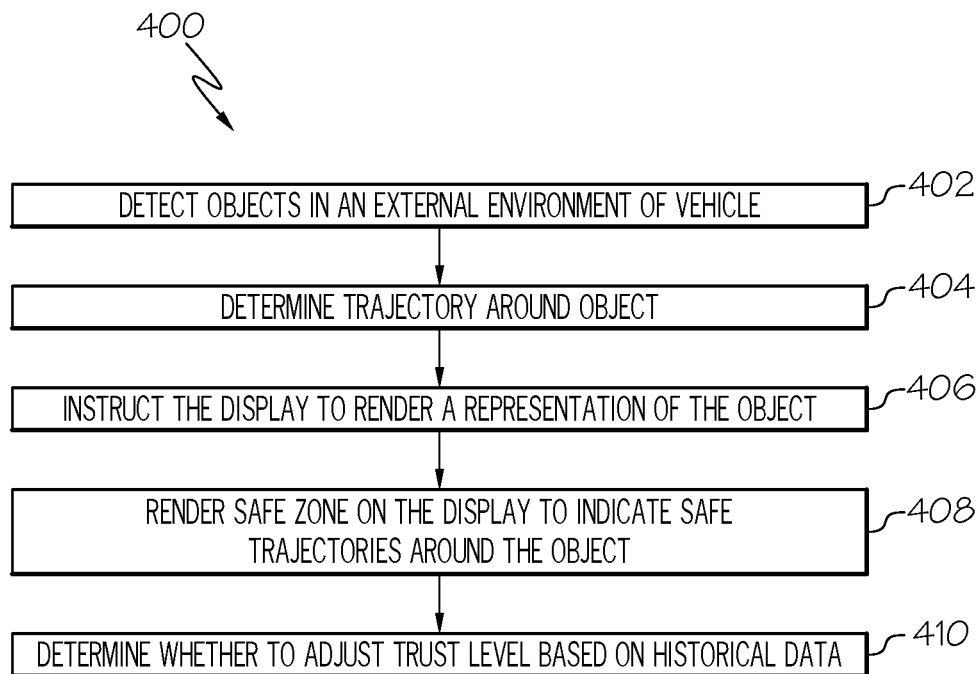 400
DETECT OBJECTS IN AN EXTERNAL ENVIRONMENT OF VEHICLE
402
DETERMINE TRAJECTORY AROUND OBJECT
404
INSTRUCT THE DISPLAY TO RENDER A REPRESENTATION OF THE OBJECT
406
RENDER SAFE ZONE ON THE DISPLAY TO INDICATE SAFE
TRAJECTORIES AROUND THE OBJECT
408
DETERMINE WHETHER TO ADJUST TRUST LEVEL BASED ON HISTORICAL DATA
410